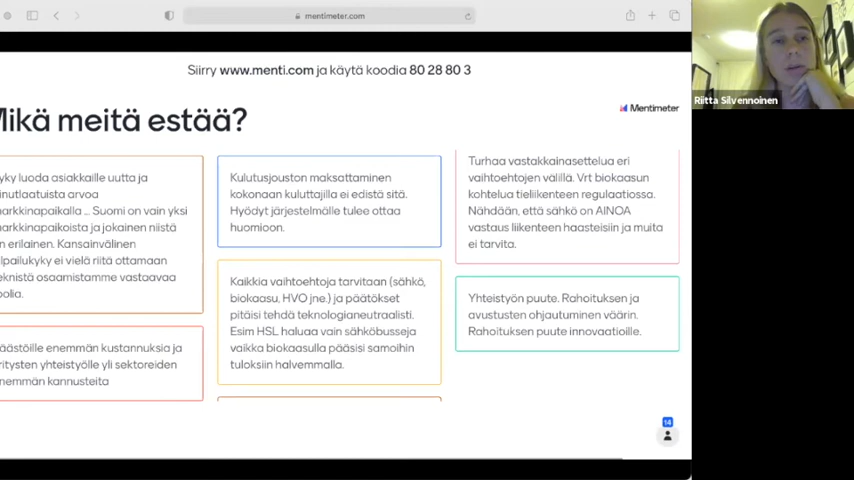 mentimeter.com
Siirry www.menti.com ja käytä koodia 80 28 80 3
Mikä meitä estää?
Mentimeter
yky luoda asiakkaille uutta ja
inutlaatuista arvoa
markkinapaikalla ... Suomi on vain yksi
markkinapaikoista ja jokainen niistä
n erilainen. Kansainvälinen
ilpailukyky ei vielä riitä ottamaan
eknistä osaamistamme vastaavaa
oolia.
äästöille enemmän kustannuksia ja
ritysten yhteistyölle yli sektoreiden
nemmän kannusteita
Kulutusjouston maksattaminen
kokonaan kuluttajilla ei edistä sitä.
Hyödyt järjestelmälle tulee ottaa
huomioon.
Kaikkia vaihtoehtoja tarvitaan (sähkö,
biokaasu, HVO jne.) ja päätökset
pitäisi tehdä teknologianeutraalisti.
Esim HSL haluaa vain sähköbusseja
vaikka biokaasulla pääsisi samoihin
tuloksiin halvemmalla.
Turhaa vastakkainasettelua eri
vaihtoehtojen välillä. Vrt biokaasun
kohtelua tieliikenteen regulaatiossa.
Nähdään, että sähkö on AINOA
vastaus liikenteen haasteisiin ja muita
ei tarvita.
Yhteistyön puute. Rahoituksen ja
avustusten ohjautuminen väärin.
Rahoituksen puute innovaatioille.
14
Riitta Silvennoinen